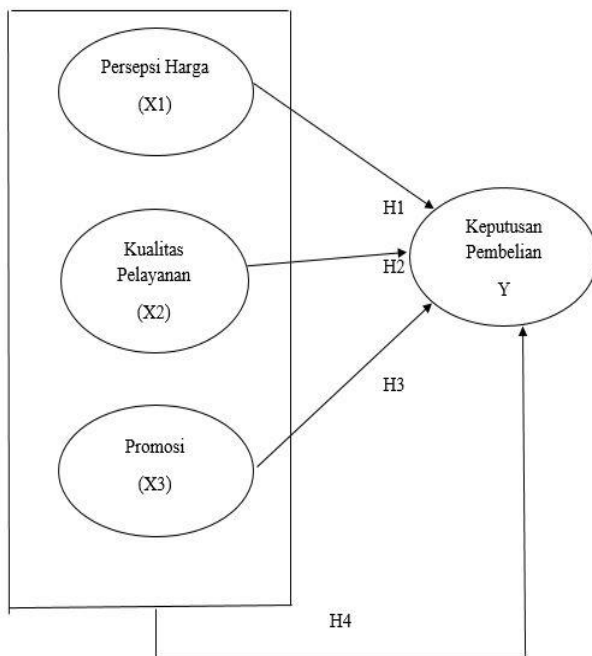 Persepsi Harga
(X1)
H1
Keputusan
Pembelian
Y
Kualitas
Pelayanan
(X2)
H2
H3
Promosi
(X3)
H4